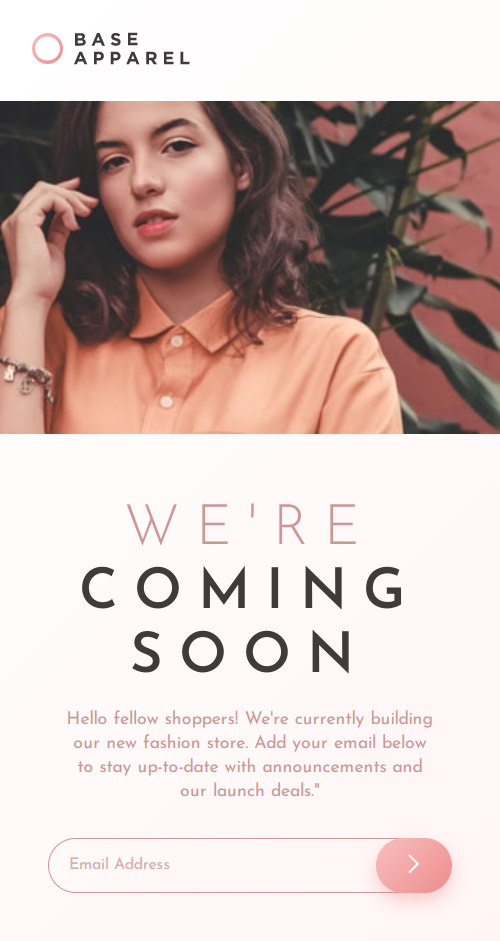 BASE
APPAREL
WE'RE
COMING
SOON
Hello fellow shoppers! We're currently building
our new fashion store. Add your email below
to stay up-to-date with announcements and
our launch deals."
Email Address